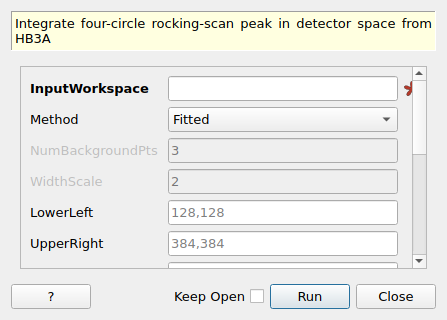 Integrate four-circle rocking-scan peak in detector space from
HB3A
InputWorkspace
Method Fitted
NumBackgroundPts 3
WidthScale 2
LowerLeft 128,128
UpperRight 384,384
? Keep Open Run Close